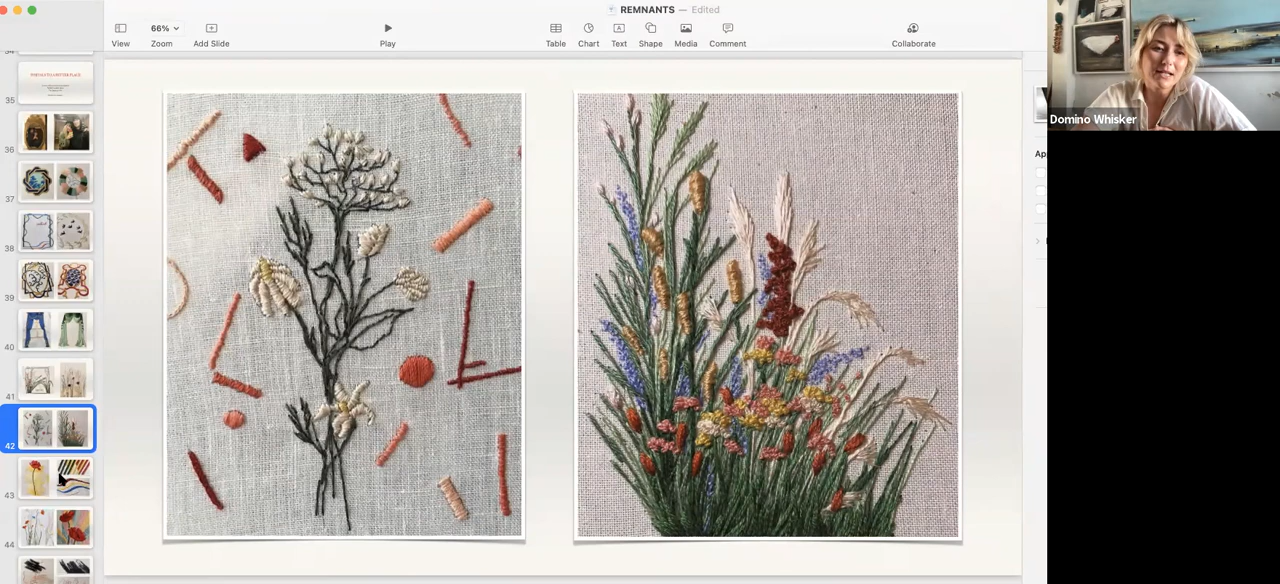 REMNANTS — Edited
66%
View
Zoom
Add Slide
Play
Table
Chart
Text
Shape
Media
Comment
Collaborate
Domino Whisker
Ap
35
36
37
38
39
40
41
42
43
44